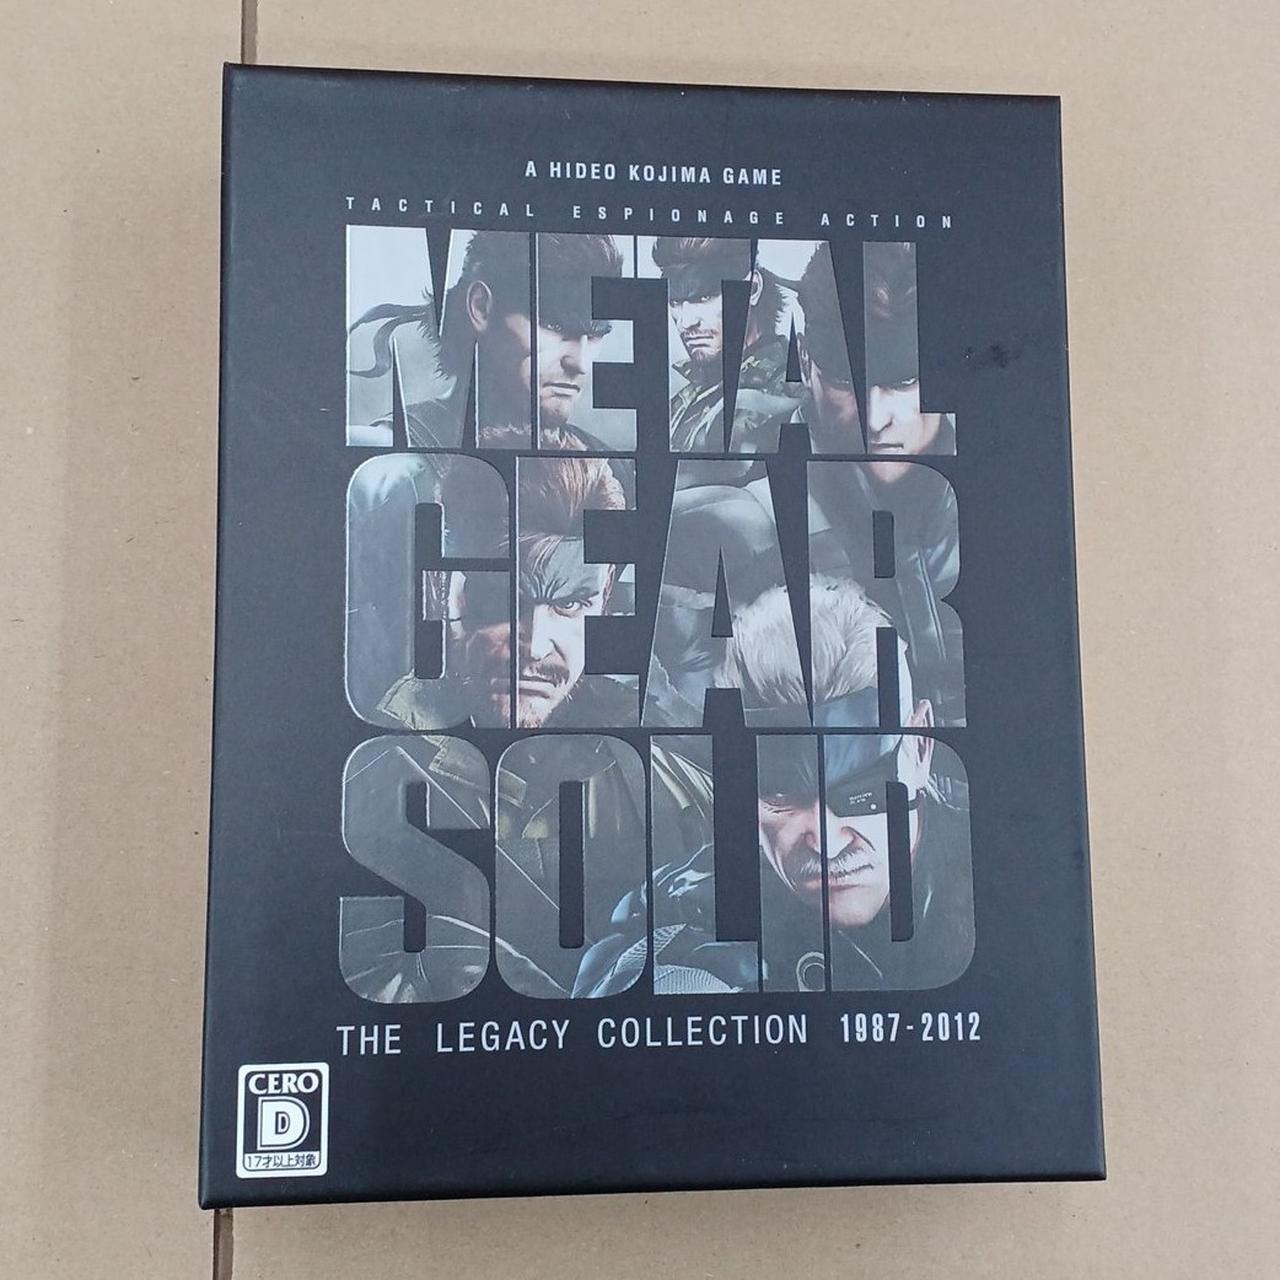 A HIDEO KOJIMA GAME
TACTICAL ESPIONAGE ACTION
METAL
GEAR
SOLID
THE LEGACY COLLECTION 1987-2012
CERO
D
17才以上対象